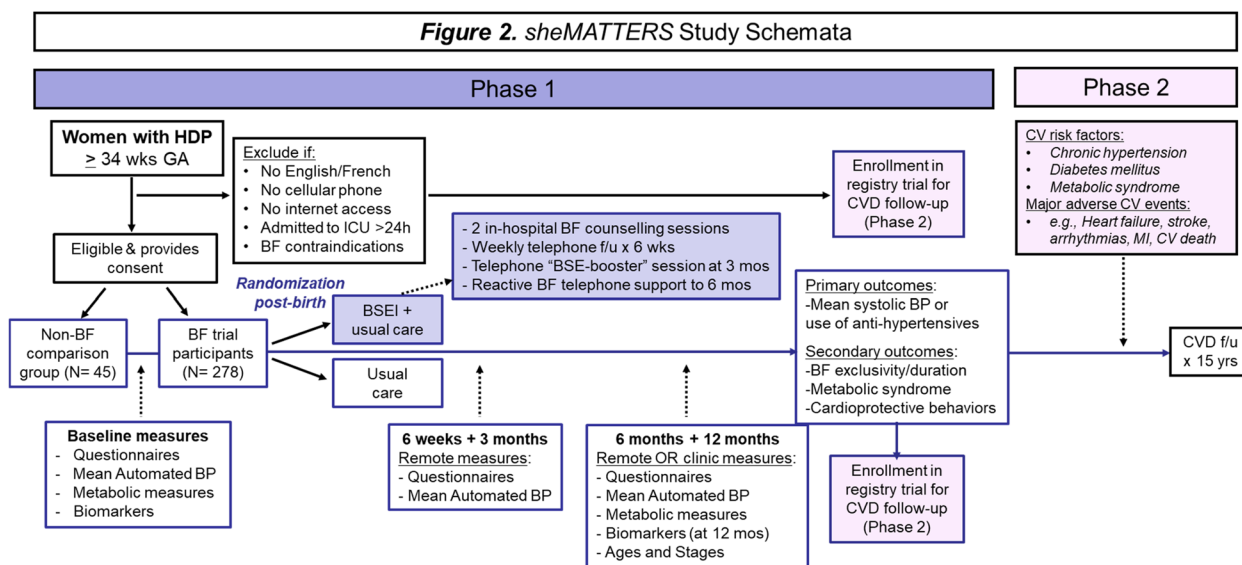 Figure 2. sheMATTERS Study Schemata
Phase 1
Phase 2
Women with HDP
≥ 34 wks GA
Exclude if:
• No English/French
• No cellular phone
• No internet access
• Admitted to ICU >24h
• BF contraindications
Enrollment in
registry trial for
CVD follow-up
(Phase 2)
CV risk factors:
• Chronic hypertension
• Diabetes mellitus
• Metabolic syndrome
Major adverse CV events:
• e.g., Heart failure, stroke,
arrhythmias, MI, CV death
Eligible & provides
consent
Randomization
post-birth
- 2 in-hospital BF counselling sessions
- Weekly telephone f/u x 6 wks
- Telephone “BSE-booster” session at 3 mos
- Reactive BF telephone support to 6 mos
Non-BF
comparison
group
(N= 45)
BF trial
participants
(N= 278)
BSEI +
usual care
Usual
care
Primary outcomes:
-Mean systolic BP or
use of anti-hypertensives
Secondary outcomes:
-BF exclusivity/duration
-Metabolic syndrome
-Cardioprotective behaviors
CVD f/u
x 15 yrs
Baseline measures
- Questionnaires
- Mean Automated BP
- Metabolic measures
- Biomarkers
6 weeks + 3 months
Remote measures:
- Questionnaires
- Mean Automated BP
6 months + 12 months
Remote OR clinic measures:
- Questionnaires
- Mean Automated BP
- Metabolic measures
- Biomarkers (at 12 mos)
- Ages and Stages
Enrollment in
registry trial for
CVD follow-up
(Phase 2)